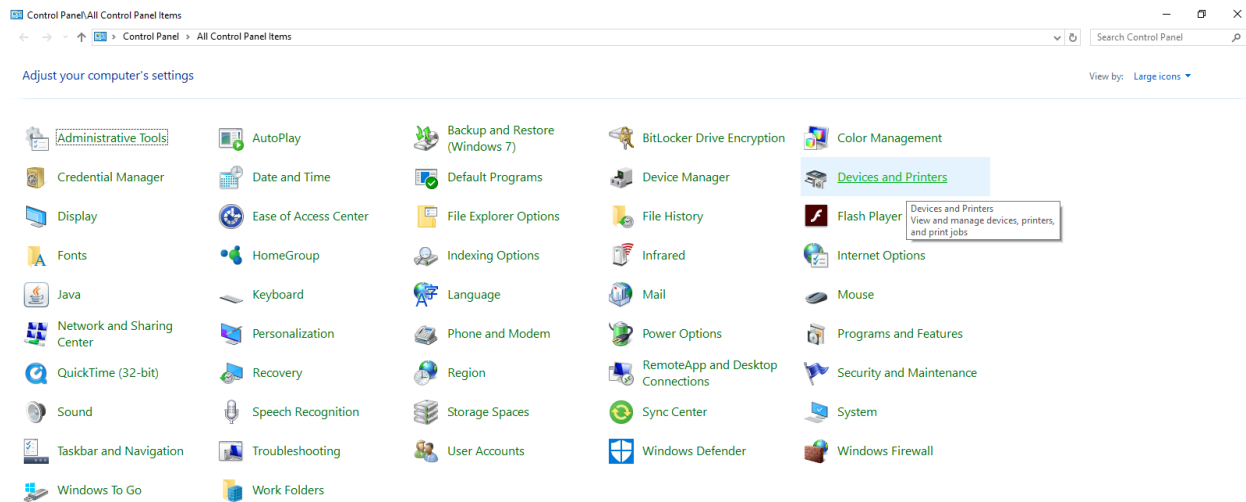 Control Panel\All Control Panel Items
Control Panel > All Control Panel Items
Search Control Panel
Adjust your computer's settings
View by: Large icons
Administrative Tools
AutoPlay
Backup and Restore
(Windows 7)
BitLocker Drive Encryption
Color Management
Credential Manager
Date and Time
Default Programs
Device Manager
Devices and Printers
Display
Ease of Access Center
File Explorer Options
File History
Flash Player
Devices and Printers
View and manage devices, printers,
and print jobs
Fonts
HomeGroup
Indexing Options
Infrared
Internet Options
Java
Keyboard
Language
Mail
Mouse
Network and Sharing
Center
Personalization
Phone and Modem
Power Options
Programs and Features
QuickTime (32-bit)
Recovery
Region
RemoteApp and Desktop
Connections
Security and Maintenance
Sound
Speech Recognition
Storage Spaces
Sync Center
System
Taskbar and Navigation
Troubleshooting
User Accounts
Windows Defender
Windows Firewall
Windows To Go
Work Folders